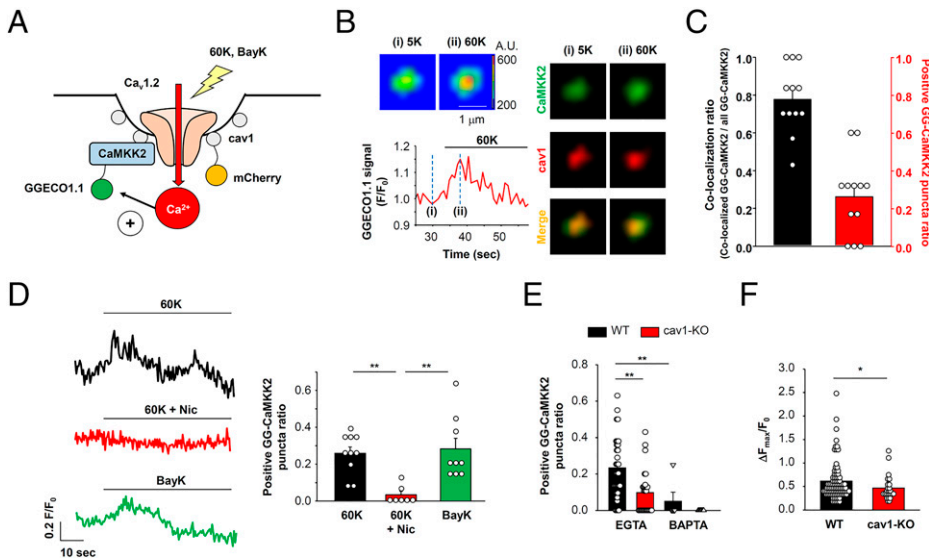 A
60K, BayK
Cav1.2
cav1
CaMKK2
mCherry
GGECO1.1
Ca2+
+
B
(i) 5K
(ii) 60K
A.U.
600
200
1 μm
60K
GGECO1.1 signal
(F/F0)
1.2
1.1
1.0
0.9
(i)
(ii)
30
40
50
Time (sec)
(i) 5K
(ii) 60K
CaMKK2
cav1
Merge
C
Co-localization ratio
(Co-localized GG-CaMKK2 / all GG-CaMKK2)
1.0
0.8
0.6
0.4
0.2
0.0
1.0
0.8
0.6
0.4
0.2
0.0
Positive GG-CaMKK2 puncta ratio
D
60K
60K + Nic
BayK
0.2 F/F0
10 sec
Positive GG-CaMKK2
puncta ratio
0.8
0.6
0.4
0.2
0.0
**
**
60K
60K
+ Nic
BayK
E
WT
cav1-KO
Positive GG-CaMKK2
puncta ratio
0.8
0.6
0.4
0.2
0.0
**
**
EGTA
BAPTA
F
ΔFmax/F0
3.0
2.5
2.0
1.5
1.0
0.5
0.0
*
WT
cav1-KO